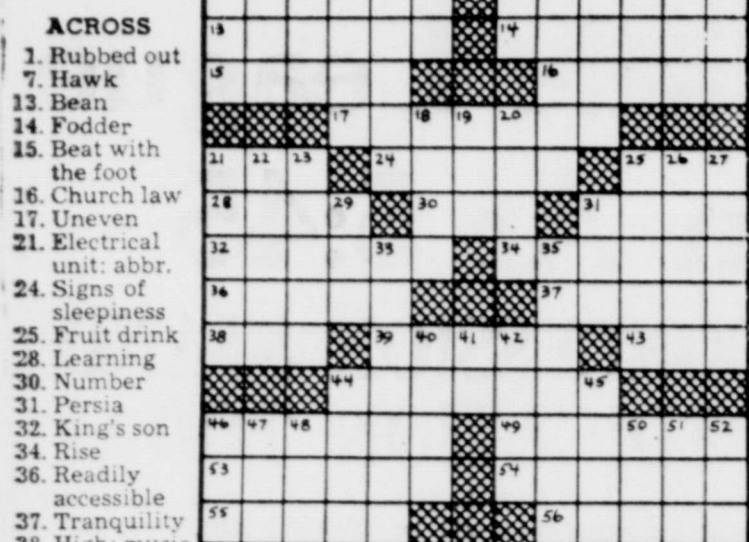 ACROSS
1. Rubbed out
7. Hawk
13. Bean
14. Fodder
15. Beat with
the foot
16. Church law
17. Uneven
21. Electrical
unit: abbr.
24. Signs of
sleepiness
25. Fruit drink
28. Learning
30. Number
31. Persia
32. King's son
34. Rise
36. Readily
accessible
37. Tranquility
13 14
15 16
17 18 19 20
21 22 23 24 25 26 27
28 29 30 31
32 33 34 35
36 37
38 39 40 41 42 43
44 45
46 47 48 49 50 51 52
53 54
55 56